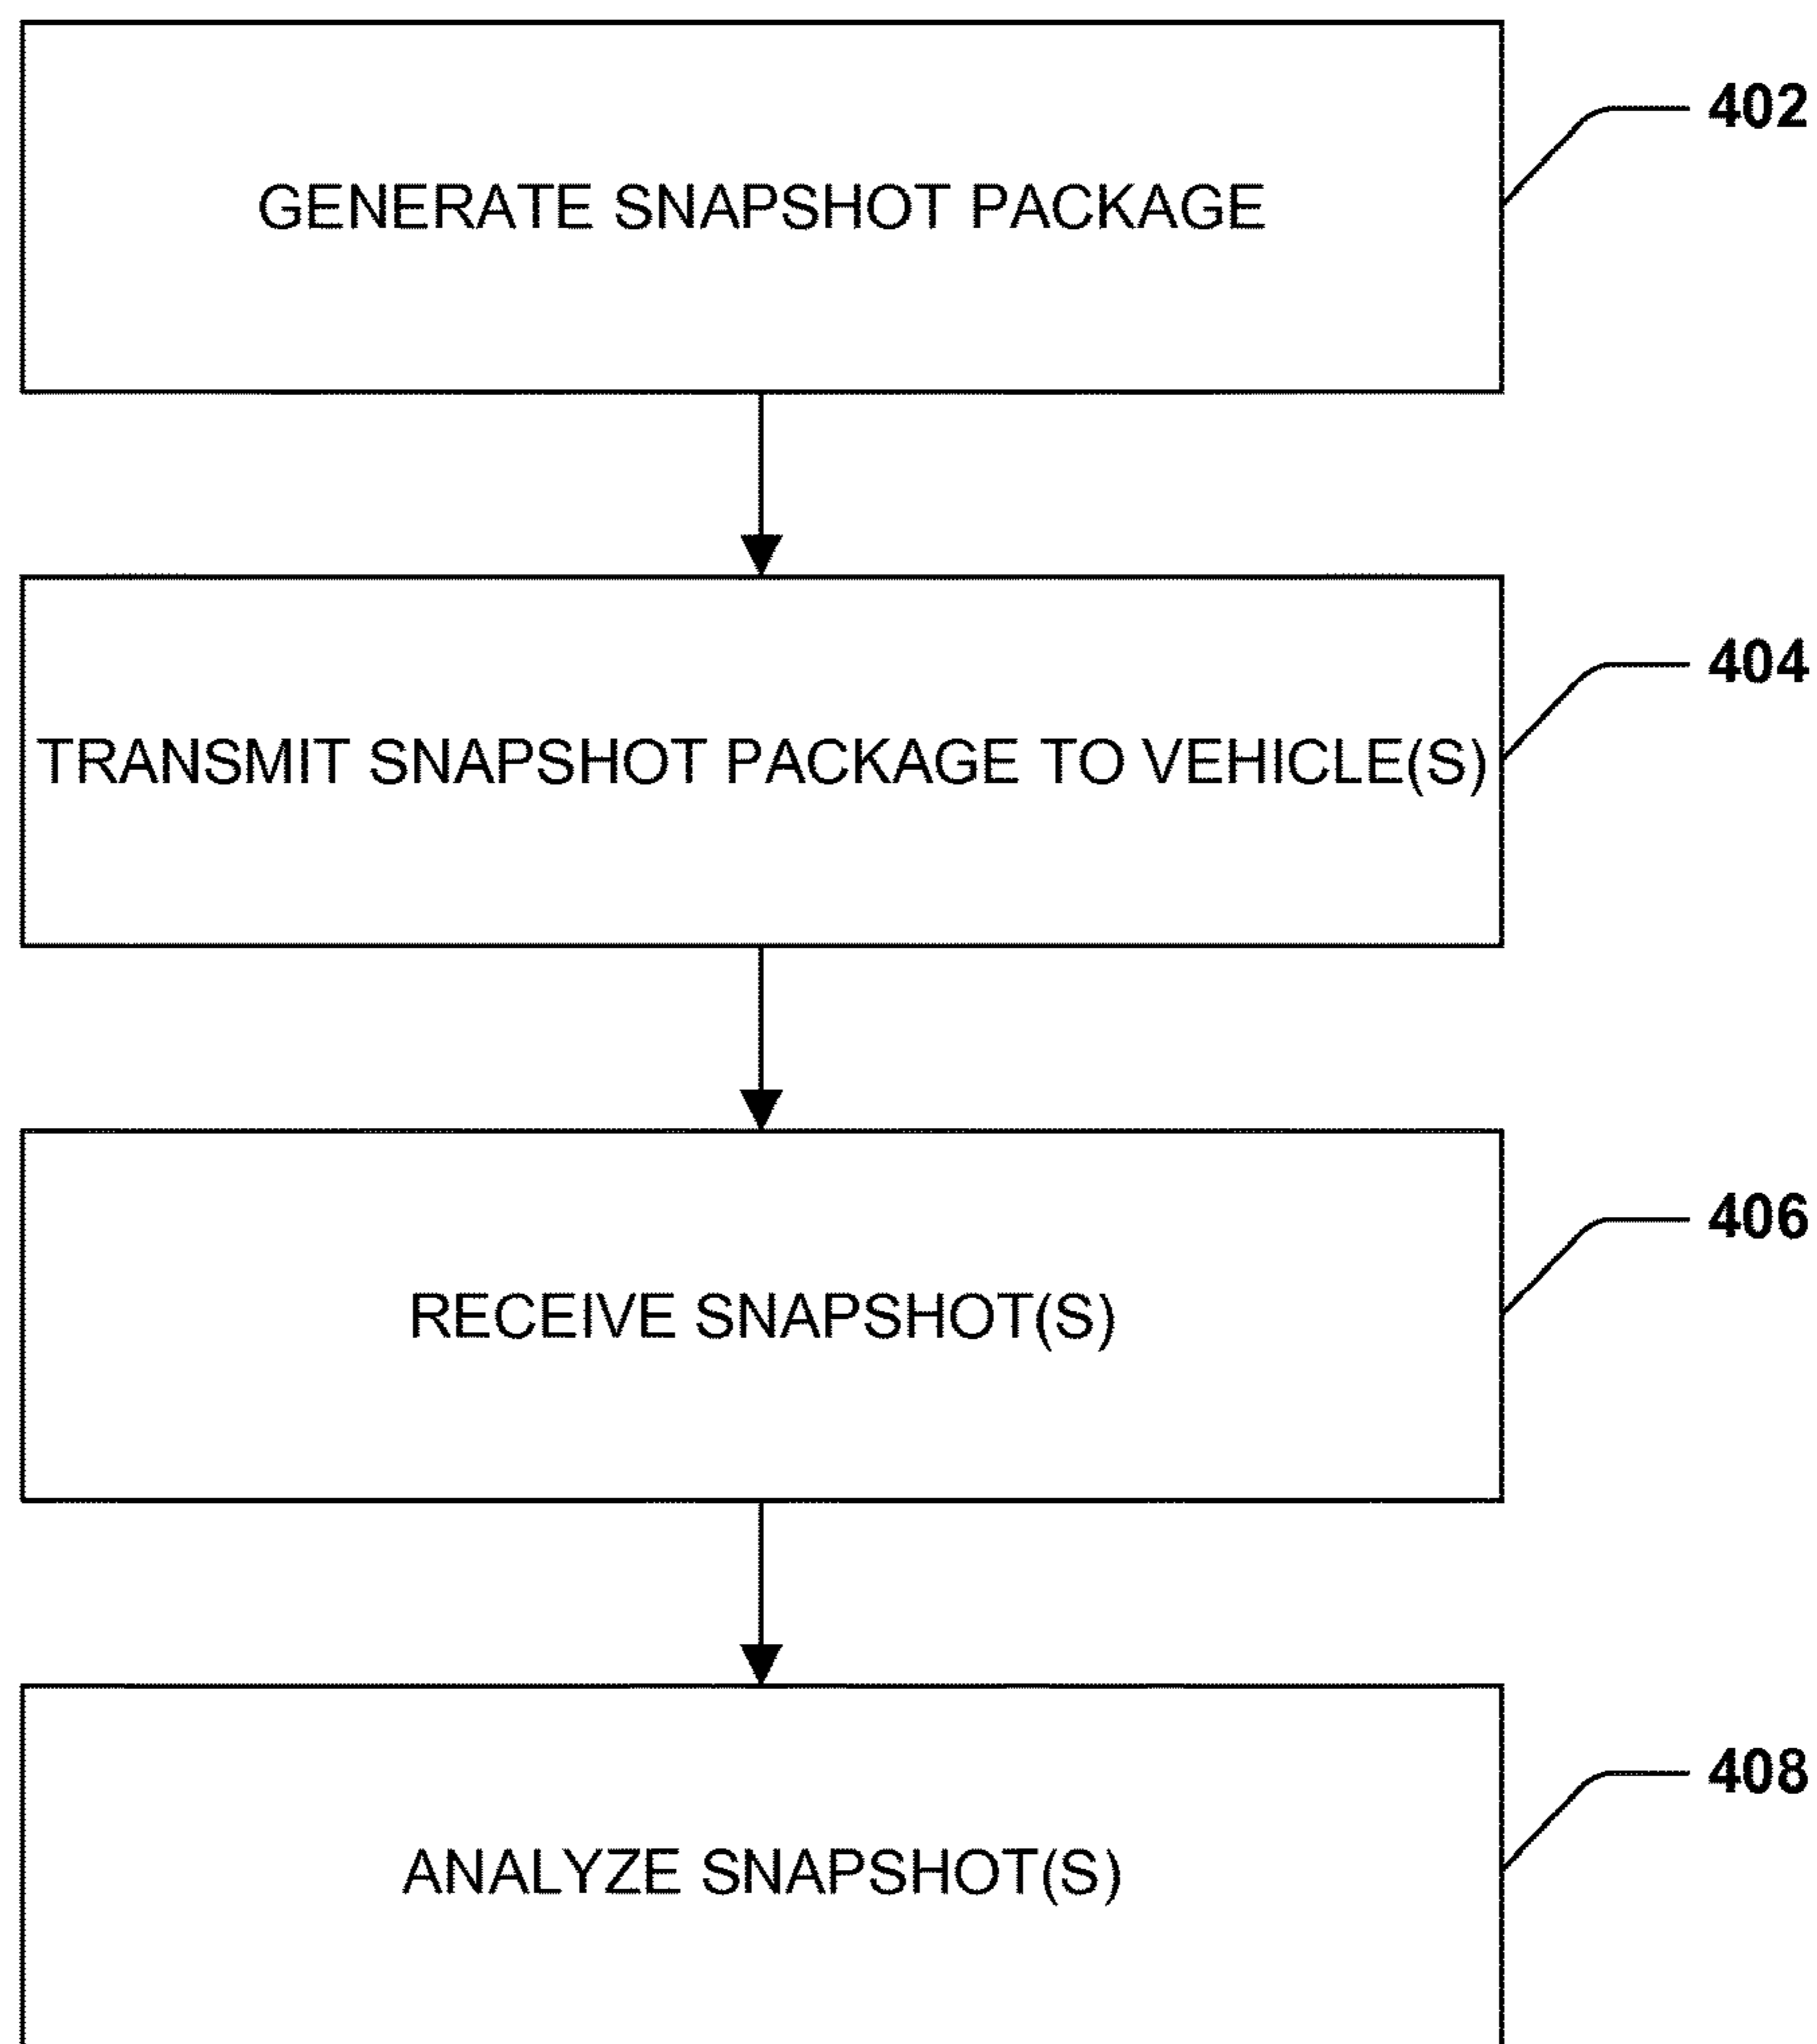 GENERATE SNAPSHOT PACKAGE
402
TRANSMIT SNAPSHOT PACKAGE TO VEHICLE(S)
404
RECEIVE SNAPSHOT(S)
406
ANALYZE SNAPSHOT(S)
408